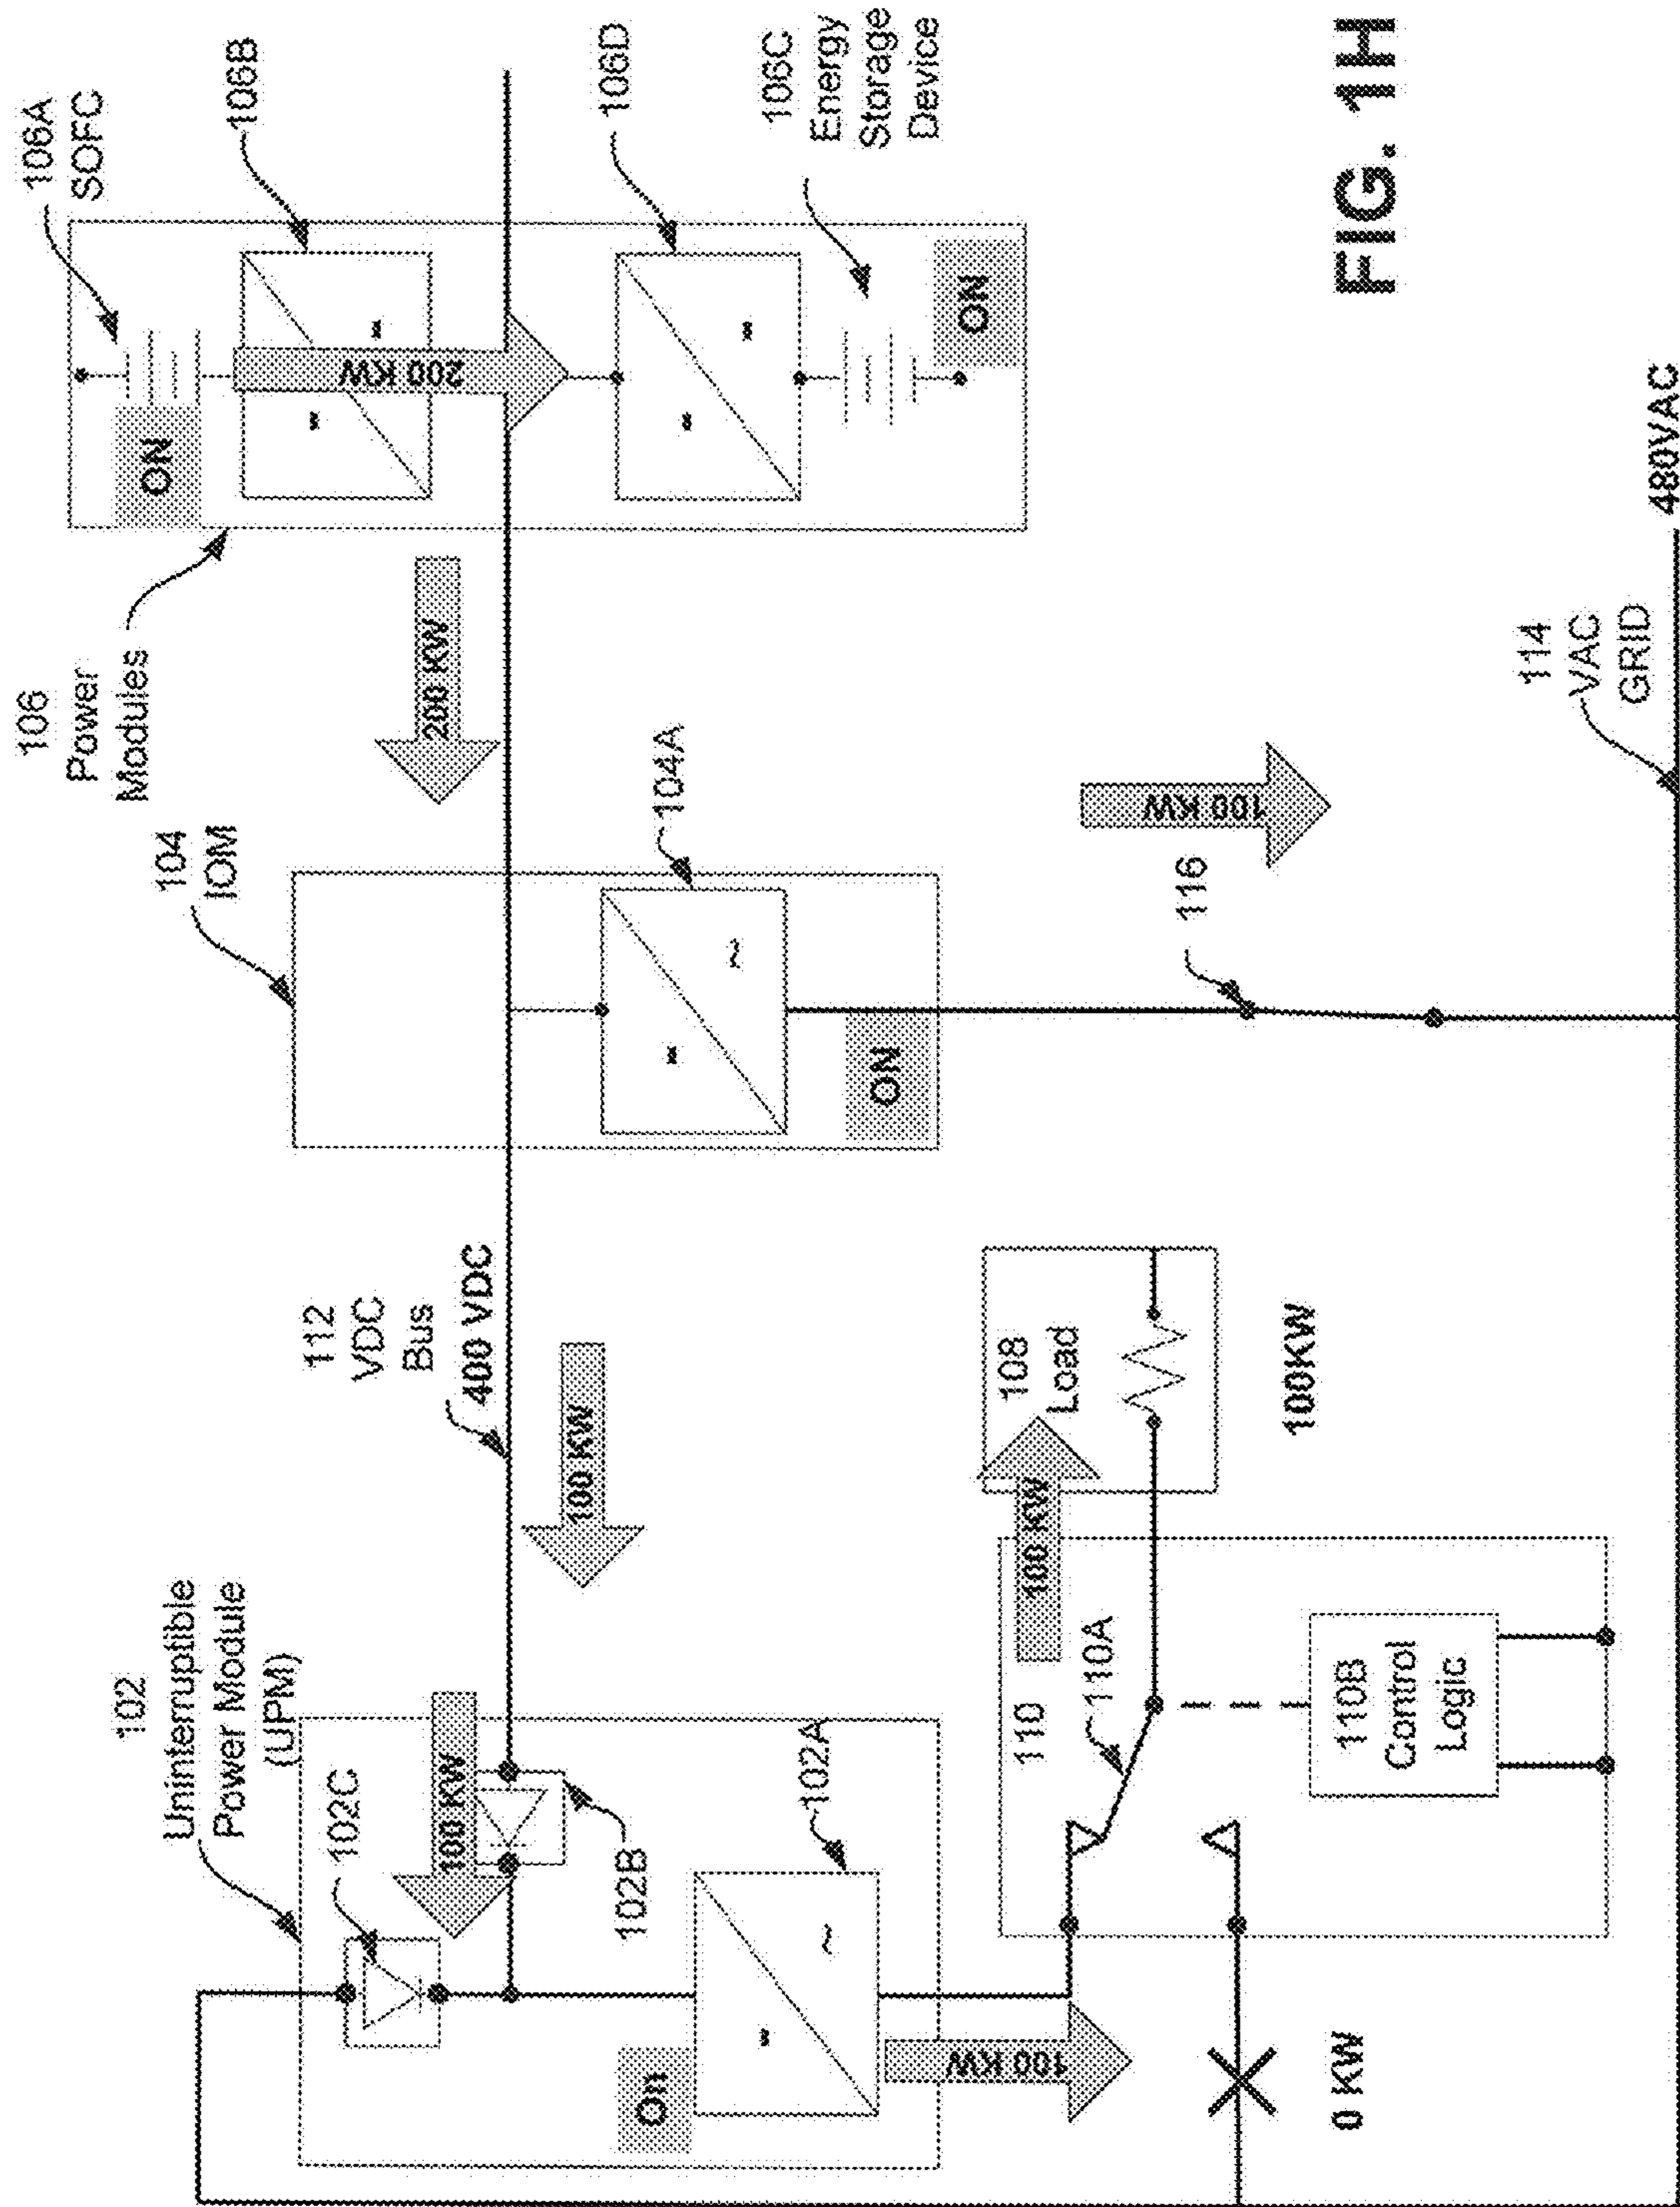 102
Uninterruptible
Power Module
(UPM)
102C
100 KW
102B
On
102A
100 KW
112
VDC
Bus
400 VDC
100 KW
104
IOM
104A
ON
200 KW
106
Power
Modules
106A
SOFC
ON
106B
200 KW
106D
106C
Energy
Storage
Device
ON
110
110A
100 KW
108
Load
100KW
110B
Control
Logic
0 KW
116
100 KW
114
VAC
GRID
480VAC
FIG. 1H